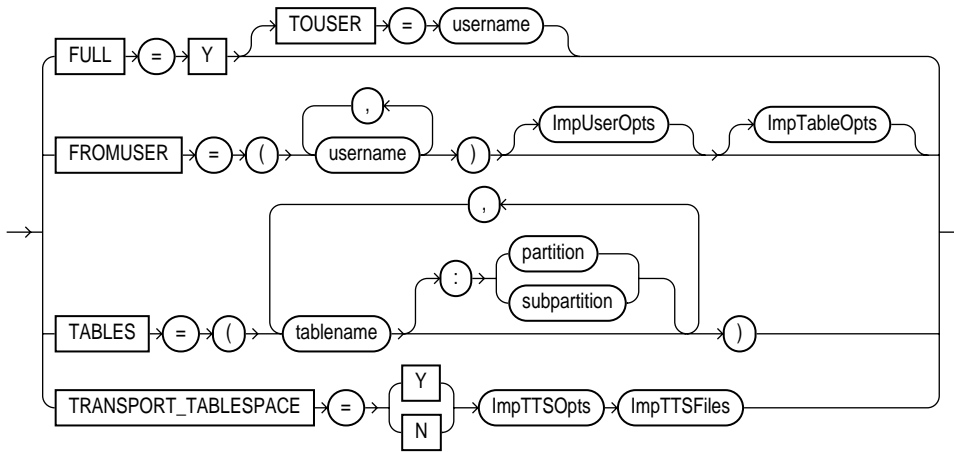 TOUSER = username
FULL = Y
,
ImpUserOpts ImpTableOpts
FROMUSER = ( username )
,
partition
:
subpartition
TABLES = ( tablename )
Y
TRANSPORT_TABLESPACE = ImpTTSOpts ImpTTSFiles
N